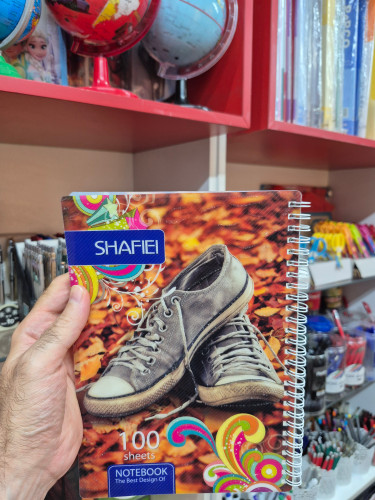 SHAFIEI
100
sheets
NOTEBOOK
The Best Design Of